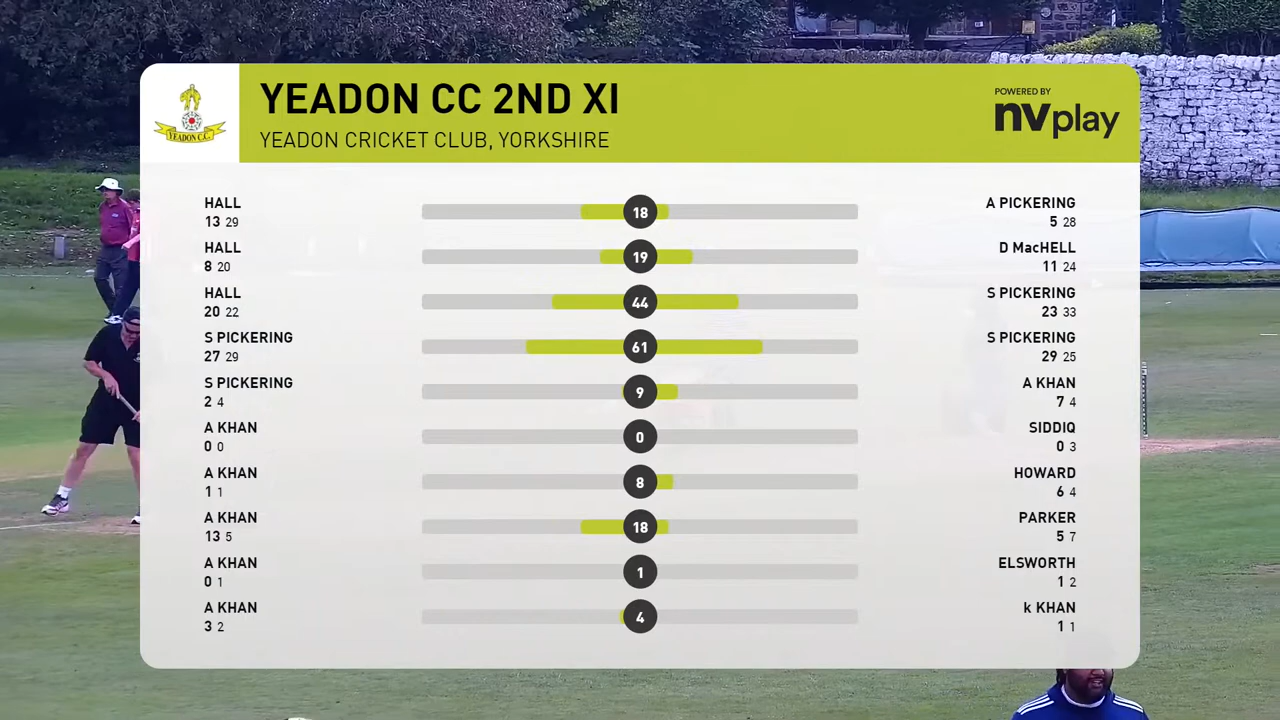 YEADON CC 2ND XI
YEADON CRICKET CLUB, YORKSHIRE
POWERED BY
nvplay
YEADON C.C.
HALL 18 A PICKERING
13 29 5 28
HALL 19 D MacHELL
8 20 11 24
HALL 44 S PICKERING
20 22 23 33
S PICKERING 61 S PICKERING
27 29 29 25
S PICKERING 9 A KHAN
2 4 7 4
A KHAN 0 SIDDIQ
0 0 0 3
A KHAN 8 HOWARD
1 1 6 4
A KHAN 18 PARKER
13 5 5 7
A KHAN 1 ELSWORTH
0 1 1 2
A KHAN 4 k KHAN
3 2 1 1